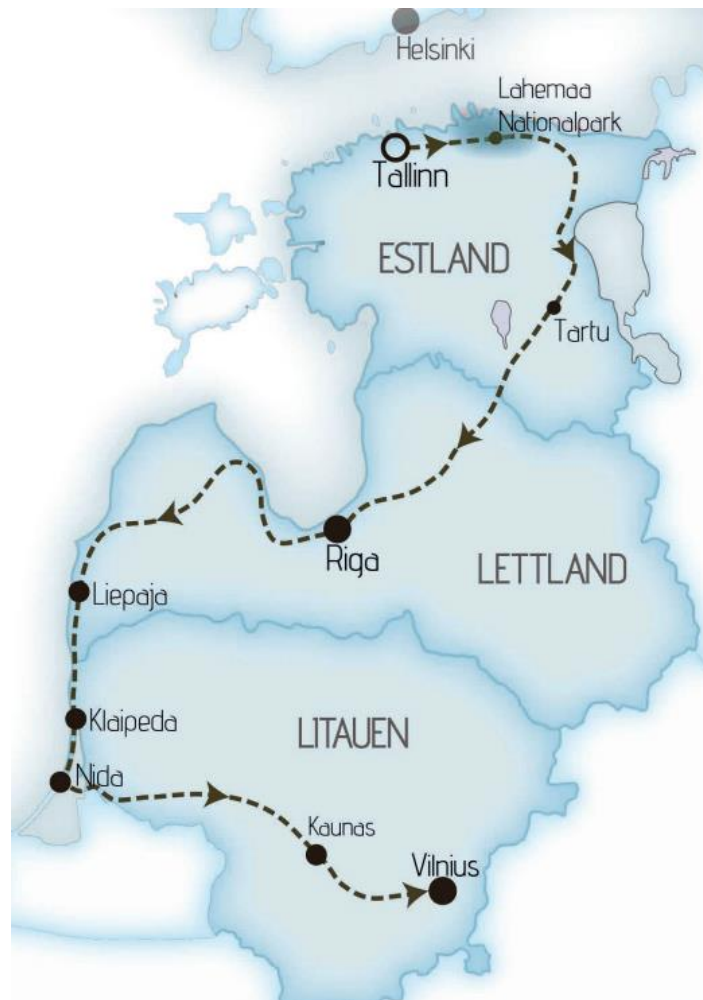 Helsinki
Lahemaa
Nationalpark
Tallinn
ESTLAND
Tartu
Riga
LETTLAND
Liepaja
Klaipeda
LITAUEN
Nida
Kaunas
Vilnius